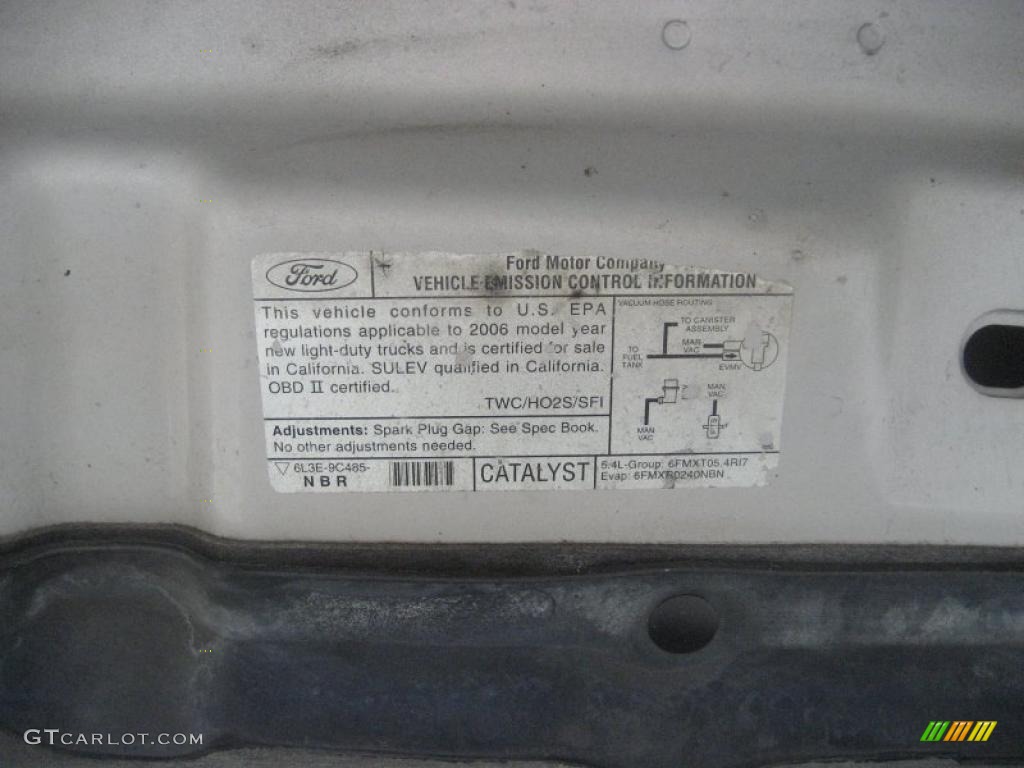 Ford
Ford Motor Company
VEHICLE EMISSION CONTROL INFORMATION
This vehicle conforms to U.S. EPA
regulations applicable to 2006 model year
new light-duty trucks and is certified for sale
in California. SULEV qualified in California.
OBD II certified.
TWC/HO2S/SFI
Adjustments: Spark Plug Gap: See Spec Book.
No other adjustments needed.
6L3E-9C485-
NBR
CATALYST
5.4L-Group: 6FMXT05.4RI7
Evap: 6FMXR0240NBN
VACUUM HOSE ROUTING
TO CANISTER
ASSEMBLY
MAN
VAC
TO
FUEL
TANK
EVMV
MAN
VAC
MAN
VAC
GTCARLOT.COM